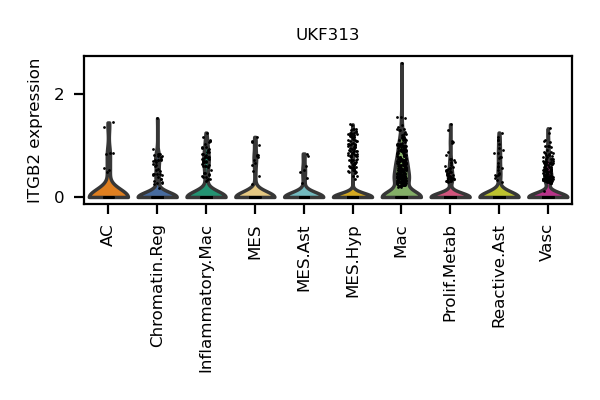 UKF313
ITGB2 expression
2
0
AC
Chromatin.Reg
Inflammatory.Mac
MES
MES.Ast
MES.Hyp
Mac
Prolif.Metab
Reactive.Ast
Vasc